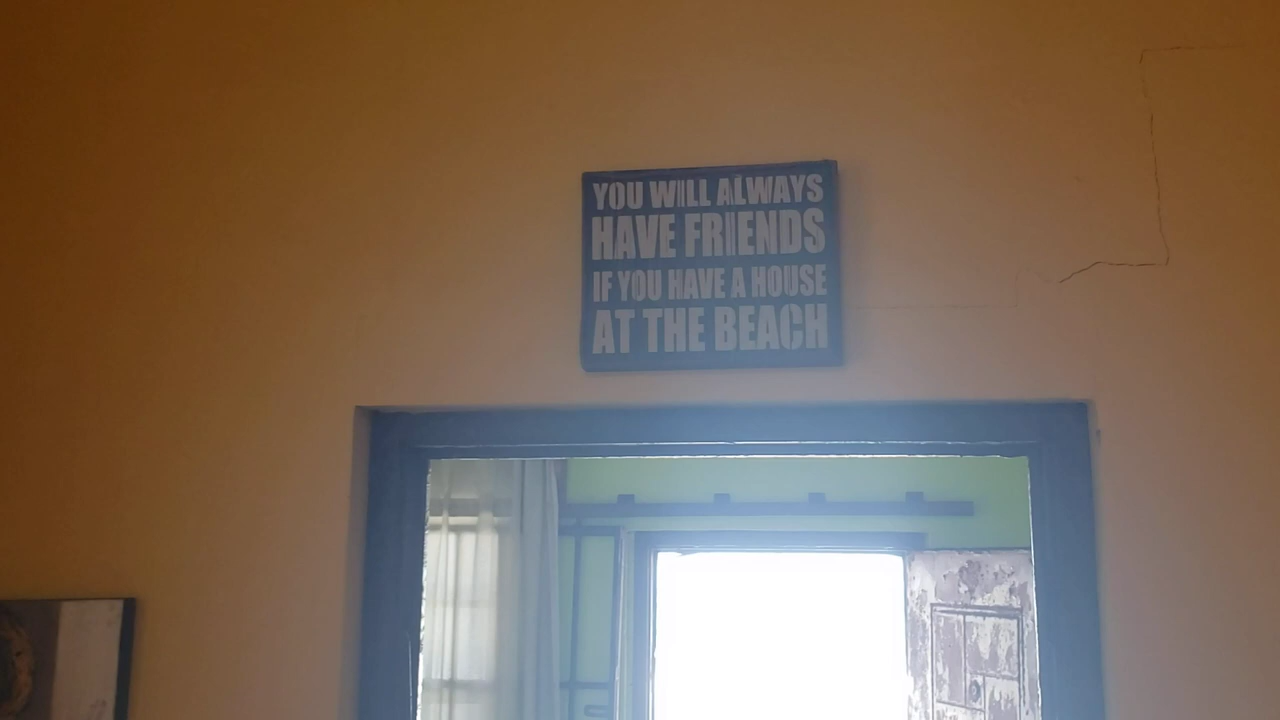 YOU WILL ALWAYS
HAVE FRIENDS
IF YOU HAVE A HOUSE
AT THE BEACH